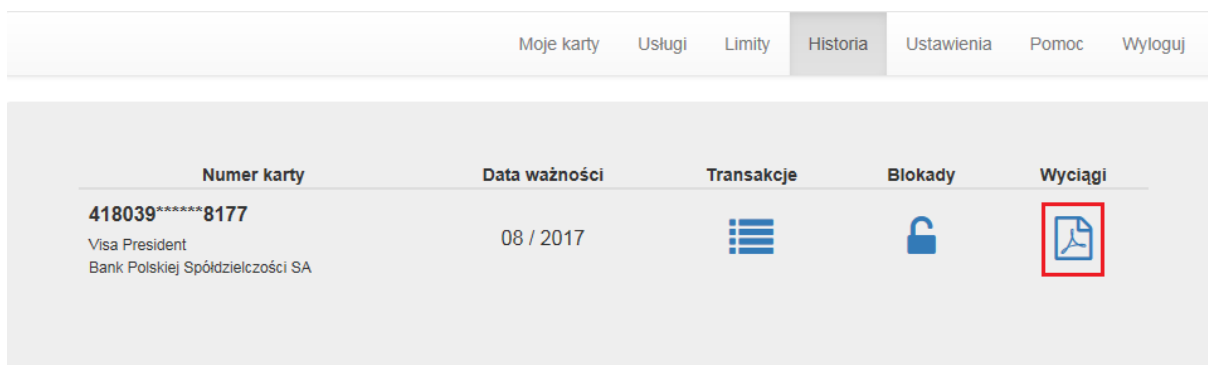 Moje karty Usługi Limity Historia Ustawienia Pomoc Wyloguj
Numer karty Data ważności Transakcje Blokady Wyciągi
418039******8177
08 / 2017
Visa President
Bank Polskiej Spółdzielczości SA